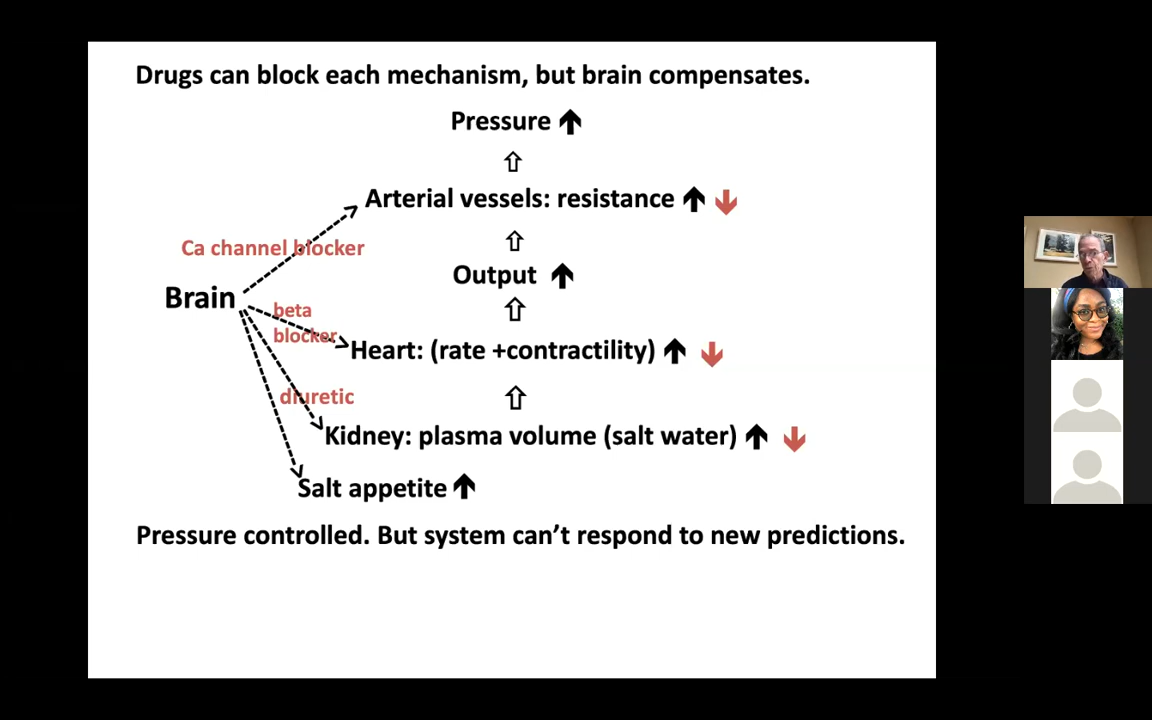 Drugs can block each mechanism, but brain compensates.
Pressure
Arterial vessels: resistance
Ca channel blocker
Output
Brain
beta
blocker
Heart: (rate +contractility)
diuretic
Kidney: plasma volume (salt water)
Salt appetite
Pressure controlled. But system can’t respond to new predictions.